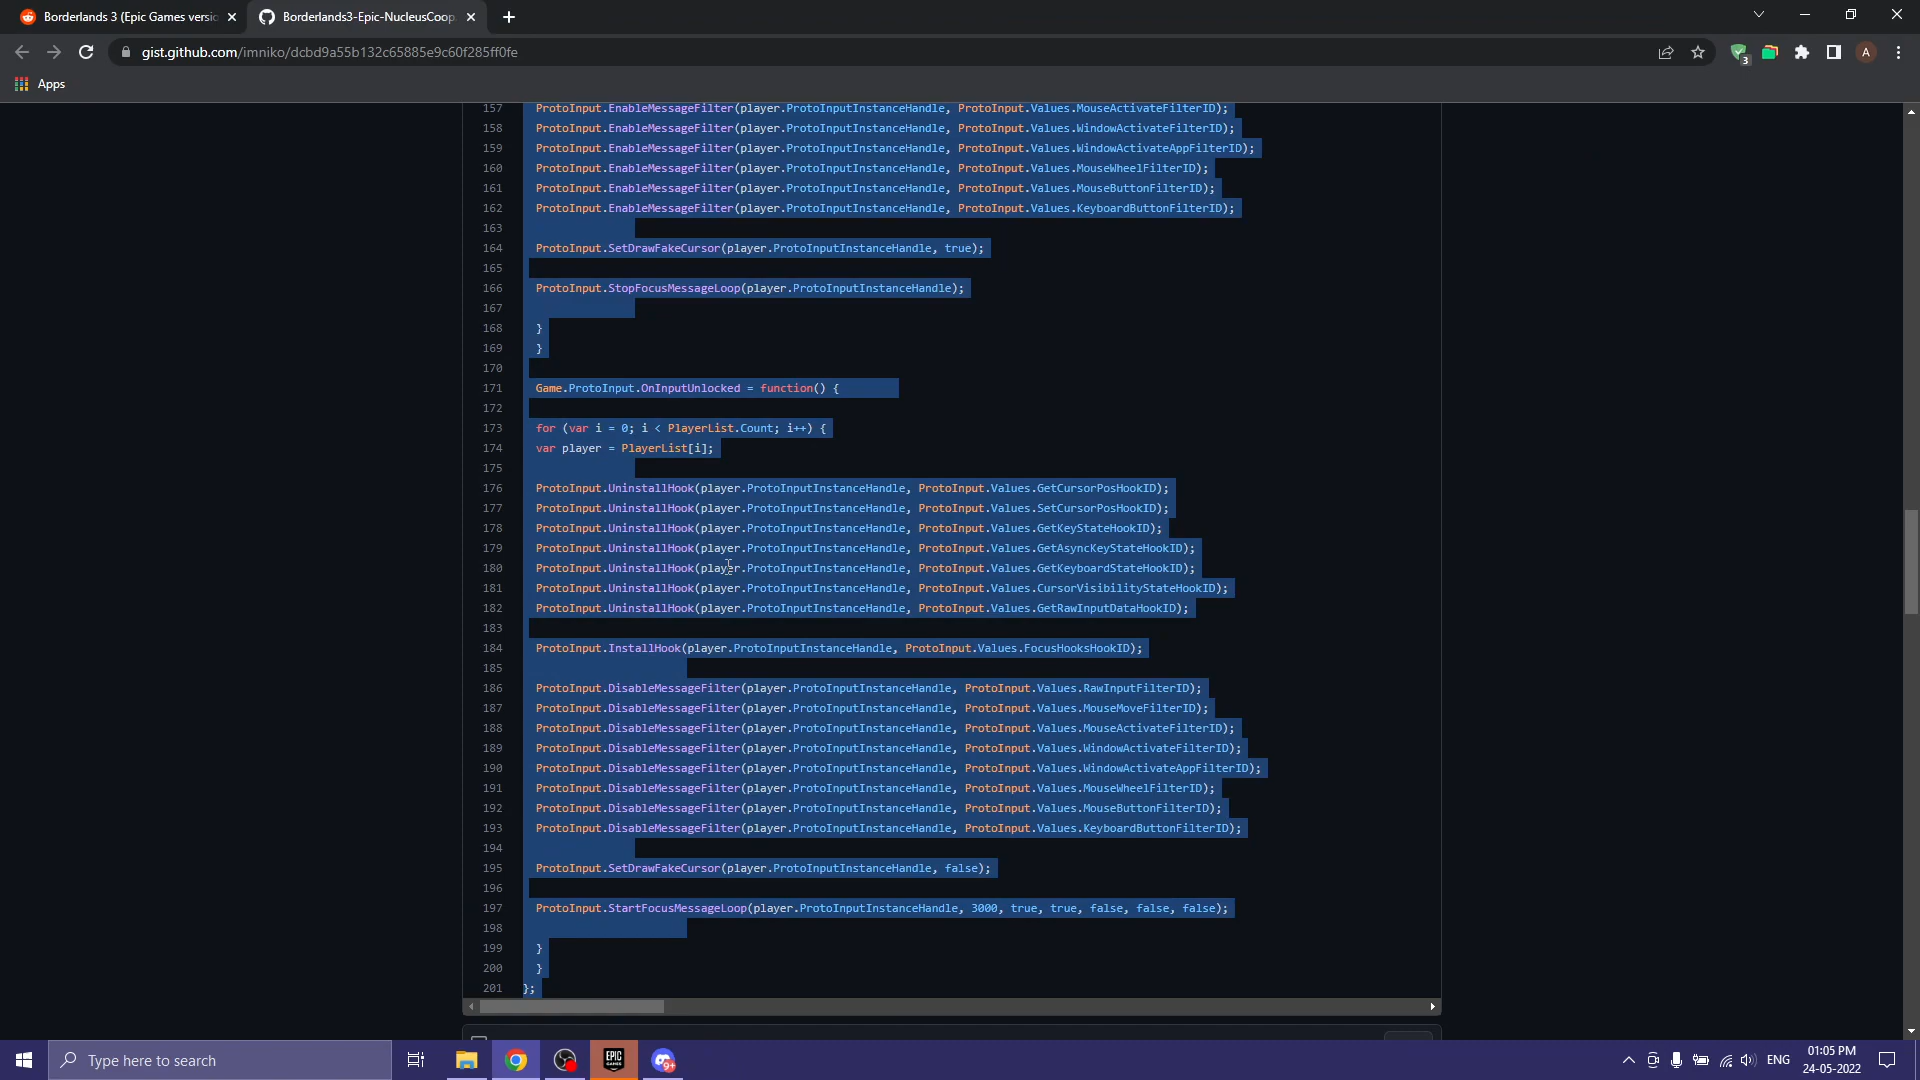 Borderlands 3 (Epic Games versio
Borderlands3-Epic-NucleusCoop.
gist.github.com/imniko/dcbd9a55b132c65885e9c60f285ff0fe
3
A
Apps
157 ProtoInput.EnableMessageFilter(player.ProtoInputInstanceHandle, ProtoInput.Values.MouseActivateFilterID);
158 ProtoInput.EnableMessageFilter(player.ProtoInputInstanceHandle, ProtoInput.Values.WindowActivateFilterID);
159 ProtoInput.EnableMessageFilter(player.ProtoInputInstanceHandle, ProtoInput.Values.WindowActivateAppFilterID);
160 ProtoInput.EnableMessageFilter(player.ProtoInputInstanceHandle, ProtoInput.Values.MouseWheelFilterID);
161 ProtoInput.EnableMessageFilter(player.ProtoInputInstanceHandle, ProtoInput.Values.MouseButtonFilterID);
162 ProtoInput.EnableMessageFilter(player.ProtoInputInstanceHandle, ProtoInput.Values.KeyboardButtonFilterID);
163
164 ProtoInput.SetDrawFakeCursor(player.ProtoInputInstanceHandle, true);
165
166 ProtoInput.StopFocusMessageLoop(player.ProtoInputInstanceHandle);
167
168 }
169 }
170
171 Game.ProtoInput.OnInputUnlocked = function() {
172
173 for (var i = 0; i < PlayerList.Count; i++) {
174 var player = PlayerList[i];
175
176 ProtoInput.UninstallHook(player.ProtoInputInstanceHandle, ProtoInput.Values.GetCursorPosHookID);
177 ProtoInput.UninstallHook(player.ProtoInputInstanceHandle, ProtoInput.Values.SetCursorPosHookID);
178 ProtoInput.UninstallHook(player.ProtoInputInstanceHandle, ProtoInput.Values.GetKeyStateHookID);
179 ProtoInput.UninstallHook(player.ProtoInputInstanceHandle, ProtoInput.Values.GetAsyncKeyStateHookID);
180 ProtoInput.UninstallHook(player.ProtoInputInstanceHandle, ProtoInput.Values.GetKeyboardStateHookID);
181 ProtoInput.UninstallHook(player.ProtoInputInstanceHandle, ProtoInput.Values.CursorVisibilityStateHookID);
182 ProtoInput.UninstallHook(player.ProtoInputInstanceHandle, ProtoInput.Values.GetRawInputDataHookID);
183
184 ProtoInput.InstallHook(player.ProtoInputInstanceHandle, ProtoInput.Values.FocusHooksHookID);
185
186 ProtoInput.DisableMessageFilter(player.ProtoInputInstanceHandle, ProtoInput.Values.RawInputFilterID);
187 ProtoInput.DisableMessageFilter(player.ProtoInputInstanceHandle, ProtoInput.Values.MouseMoveFilterID);
188 ProtoInput.DisableMessageFilter(player.ProtoInputInstanceHandle, ProtoInput.Values.MouseActivateFilterID);
189 ProtoInput.DisableMessageFilter(player.ProtoInputInstanceHandle, ProtoInput.Values.WindowActivateFilterID);
190 ProtoInput.DisableMessageFilter(player.ProtoInputInstanceHandle, ProtoInput.Values.WindowActivateAppFilterID);
191 ProtoInput.DisableMessageFilter(player.ProtoInputInstanceHandle, ProtoInput.Values.MouseWheelFilterID);
192 ProtoInput.DisableMessageFilter(player.ProtoInputInstanceHandle, ProtoInput.Values.MouseButtonFilterID);
193 ProtoInput.DisableMessageFilter(player.ProtoInputInstanceHandle, ProtoInput.Values.KeyboardButtonFilterID);
194
195 ProtoInput.SetDrawFakeCursor(player.ProtoInputInstanceHandle, false);
196
197 ProtoInput.StartFocusMessageLoop(player.ProtoInputInstanceHandle, 3000, true, true, false, false, false);
198
199 }
200 }
201 };
Type here to search
EPIC
GAMES
9+
ENG
01:05 PM
24-05-2022